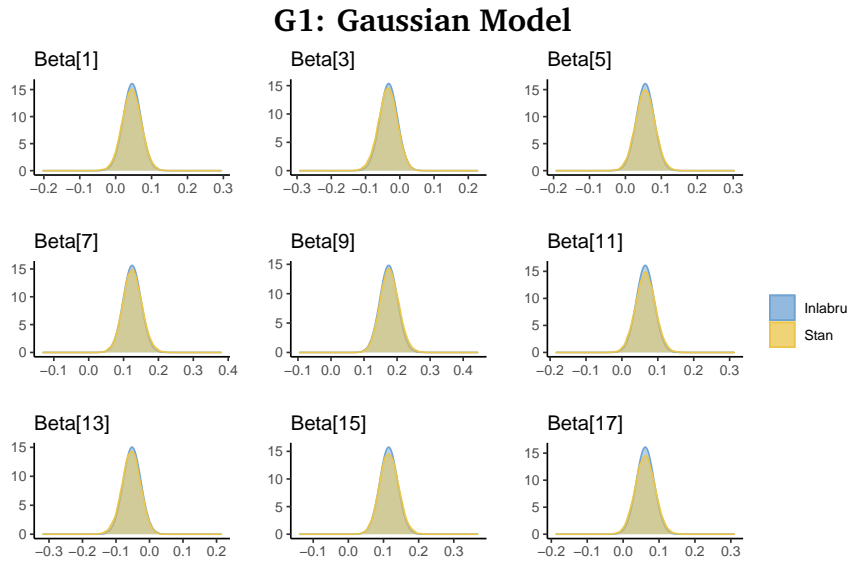 G1: Gaussian Model
Beta[1] Beta[3] Beta[5]
15 15 15
10 10 10
5 5 5
0 0 0
−0.2 −0.1 0.0 0.1 0.2 0.3 −0.3 −0.2 −0.1 0.0 0.1 0.2 −0.2 −0.1 0.0 0.1 0.2 0.3
Beta[7] Beta[9] Beta[11]
15 15 15
10 10 10
5 5 5
0 0 0
−0.1 0.0 0.1 0.2 0.3 0.4 −0.1 0.0 0.1 0.2 0.3 0.4 −0.2 −0.1 0.0 0.1 0.2 0.3
Inlabru
Stan
Beta[13] Beta[15] Beta[17]
15 15 15
10 10 10
5 5 5
0 0 0
−0.3 −0.2 −0.1 0.0 0.1 0.2 −0.1 0.0 0.1 0.2 0.3 −0.2 −0.1 0.0 0.1 0.2 0.3